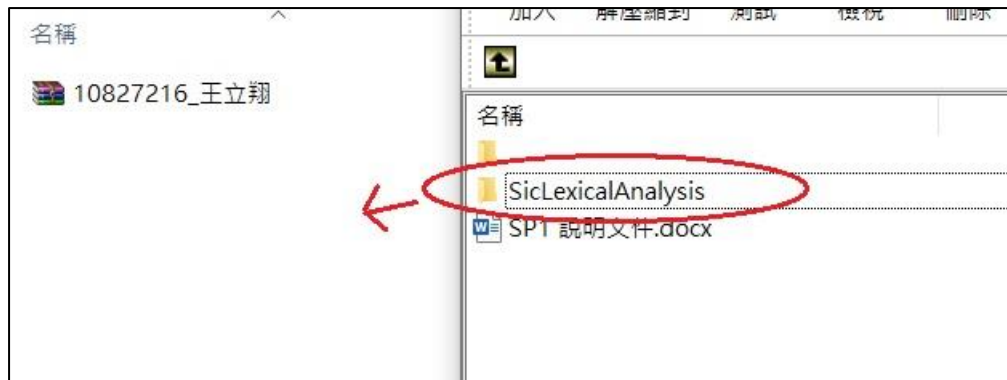 名稱
10827216_王立翔
加入 解壓縮到 測試 檢視 刪除
名稱
SicLexicalAnalysis
SP1 說明文件.docx